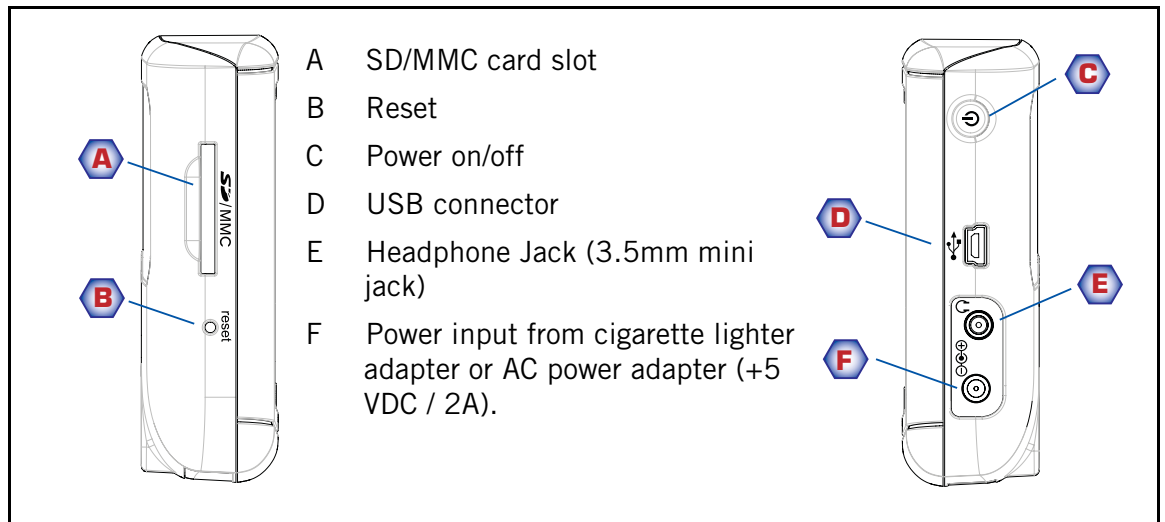 A SD/MMC card slot
B Reset
C Power on/off
D USB connector
E Headphone Jack (3.5mm mini
jack)
F Power input from cigarette lighter
adapter or AC power adapter (+5
VDC / 2A).
A
SD/MMC
B
reset
C
D
E
F